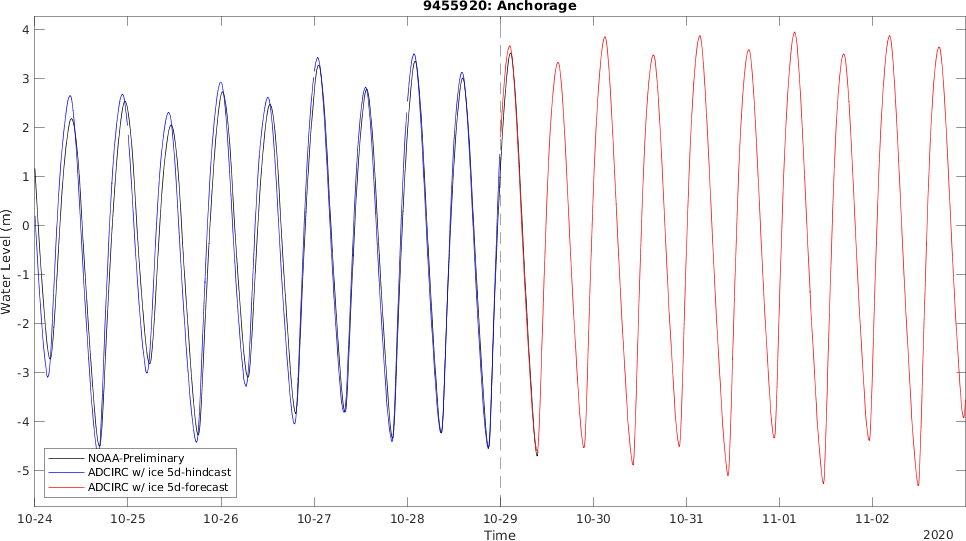 9455920: Anchorage
4
3
2
1
0
-1
-2
-3
-4
-5
Water Level (m)
NOAA-Preliminary
ADCIRC w/ ice 5d-hindcast
ADCIRC w/ ice 5d-forecast
10-24 10-25 10-26 10-27 10-28 10-29 10-30 10-31 11-01 11-02
Time
2020